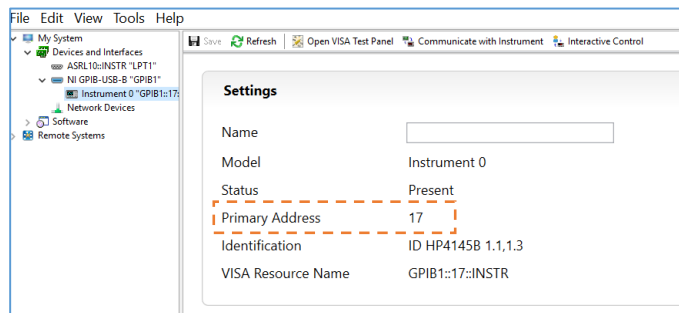 File Edit View Tools Help
My System
Devices and Interfaces
ASRL10::INSTR "LPT1"
NI GPIB-USB-B "GPIB1"
Instrument 0 "GPIB1::17:
Network Devices
Software
Remote Systems
Save Refresh Open VISA Test Panel Communicate with Instrument Interactive Control
Settings
Name
Model Instrument 0
Status Present
Primary Address 17
Identification ID HP4145B 1.1,1.3
VISA Resource Name GPIB1::17::INSTR